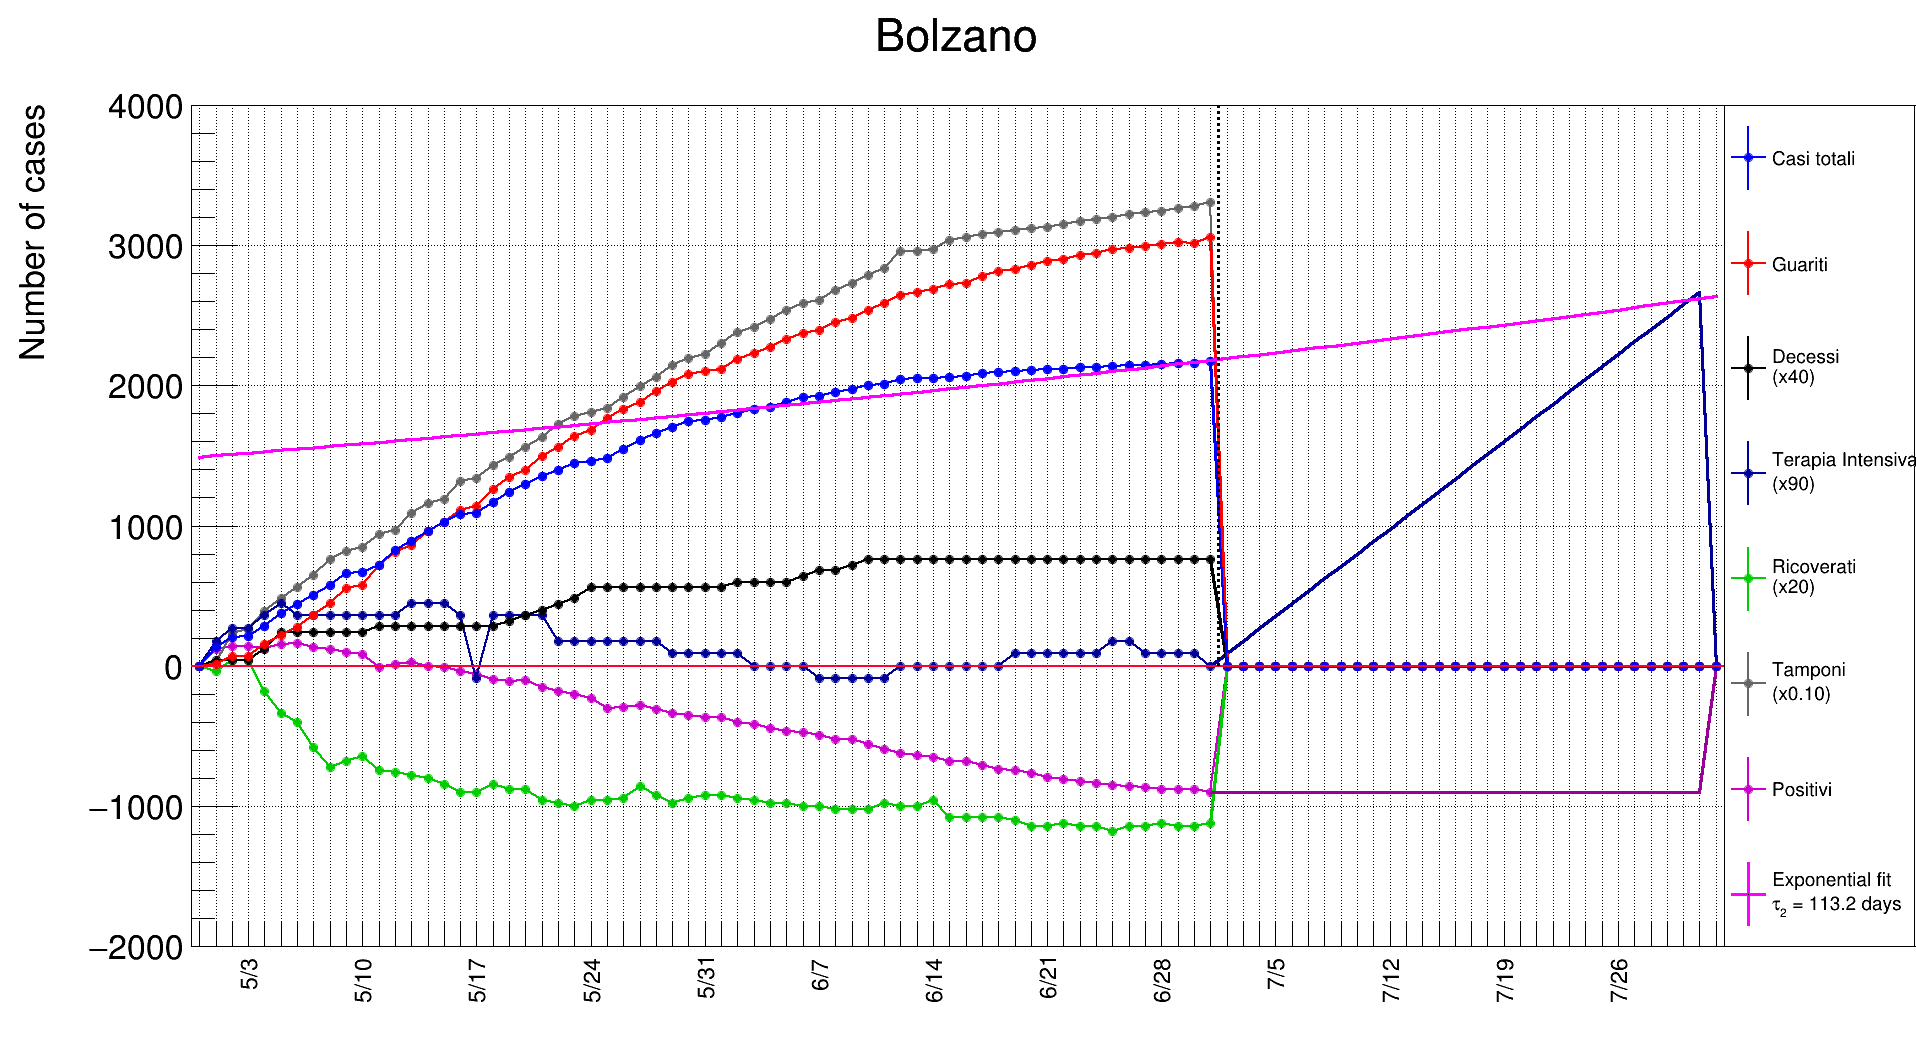 Bolzano
Number of cases
4000
3000
2000
1000
0
−1000
−2000
5/3
5/10
5/17
5/24
5/31
6/7
6/14
6/21
6/28
7/5
7/12
7/19
7/26
Casi totali
Guariti
Decessi
(x40)
Terapia Intensiva
(x90)
Ricoverati
(x20)
Tamponi
(x0.10)
Positivi
Exponential fit
τ2 = 113.2 days